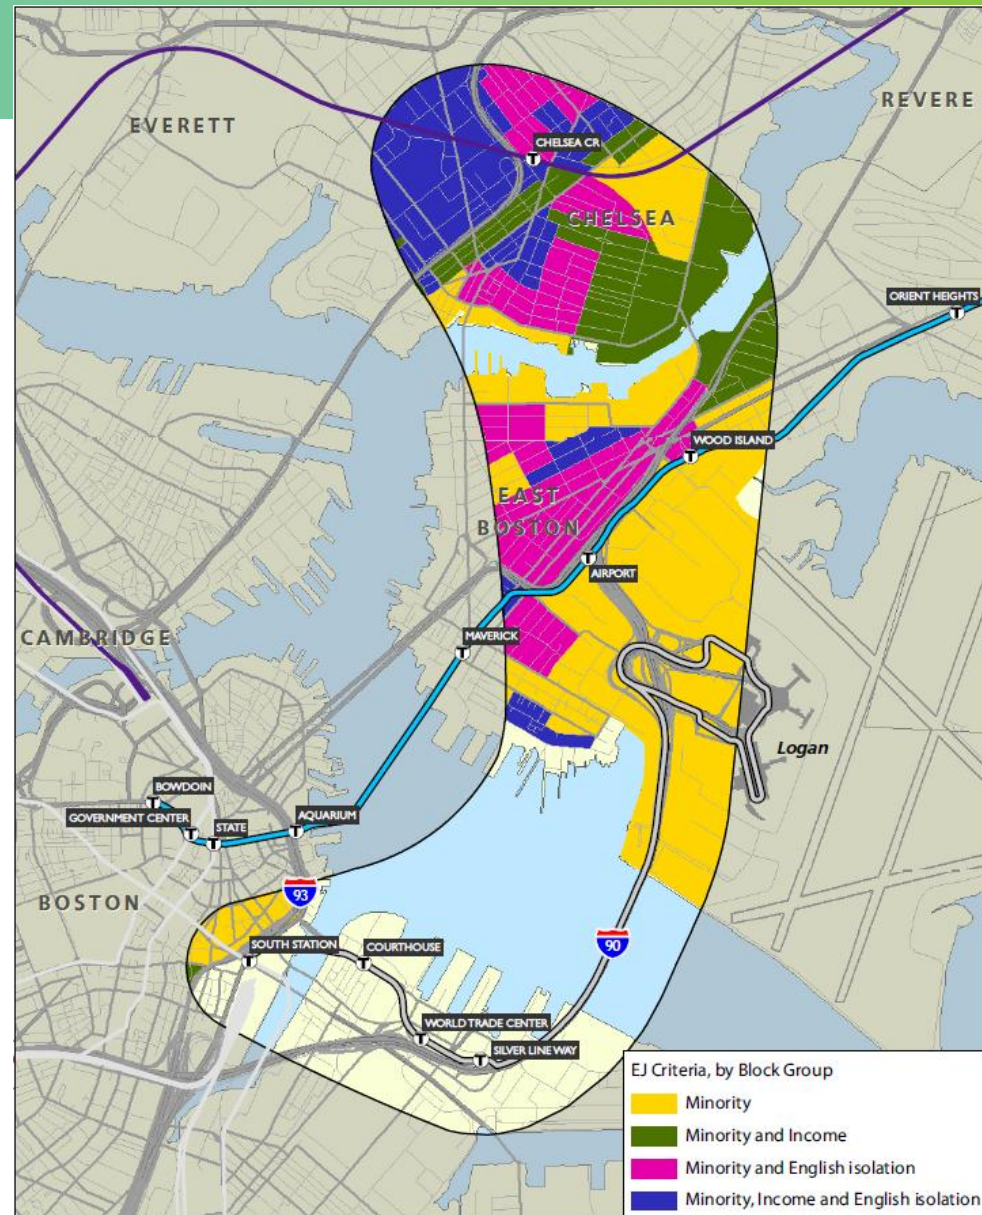 EVERETT
REVERE
CHELSEA CR
CHELSEA
ORIENT HEIGHTS
WOOD ISLAND
EAST
BOSTON
AIRPORT
CAMBRIDGE
MAVERICK
Logan
BOWDOIN
GOVERNMENT CENTER
STATE
AQUARIUM
BOSTON
93
SOUTH STATION
COURTHOUSE
90
WORLD TRADE CENTER
SILVER LINE WAY
EJ Criteria, by Block Group
Minority
Minority and Income
Minority and English isolation
Minority, Income and English isolation
T
T
T
T
T
T
T
T
T
T
T
T
T